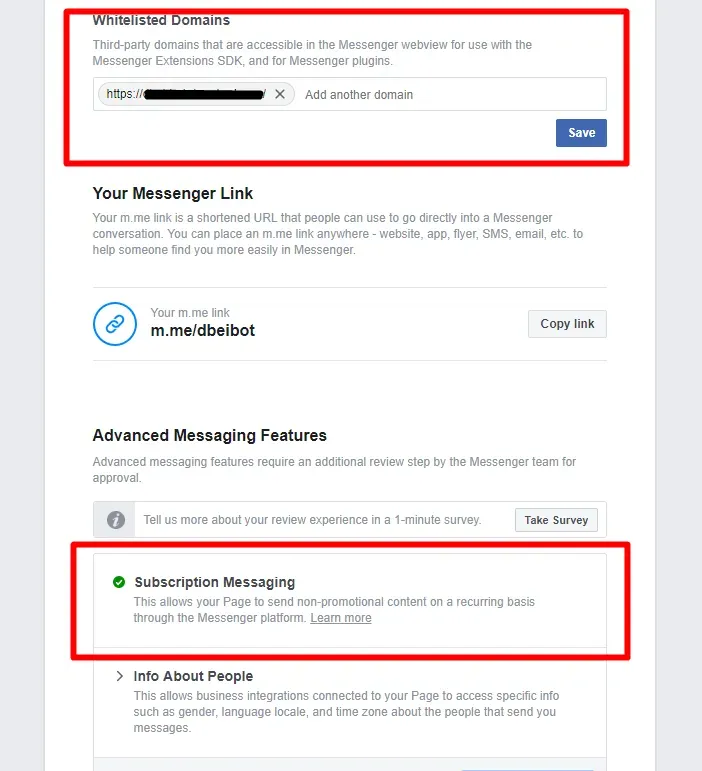 Whitelisted Domains
Third-party domains that are accessible in the Messenger webview for use with the
Messenger Extensions SDK, and for Messenger plugins.
https:// / × Add another domain
Save
Your Messenger Link
Your m.me link is a shortened URL that people can use to go directly into a Messenger
conversation. You can place an m.me link anywhere - website, app, flyer, SMS, email, etc. to
help someone find you more easily in Messenger.
Your m.me link
m.me/dbeibot
Copy link
Advanced Messaging Features
Advanced messaging features require an additional review step by the Messenger team for
approval.
Tell us more about your review experience in a 1-minute survey.
Take Survey
Subscription Messaging
This allows your Page to send non-promotional content on a recurring basis
through the Messenger platform. Learn more
Info About People
This allows business integrations connected to your Page to access specific info
such as gender, language locale, and time zone about the people that send you
messages.